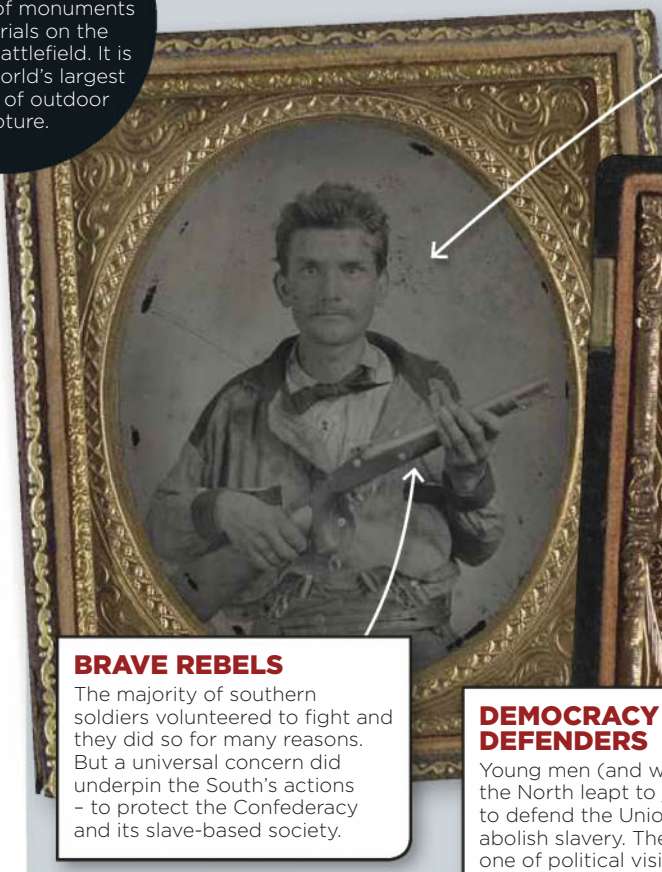 of monuments
rials on the
attlefield. It is
orld's largest
of outdoor
pture.
BRAVE REBELS
The majority of southern
soldiers volunteered to fight and
they did so for many reasons.
But a universal concern did
underpin the South's actions
– to protect the Confederacy
and its slave-based society.
DEMOCRACY
DEFENDERS
Young men (and w
the North leapt to
to defend the Unio
abolish slavery. The
one of political visi